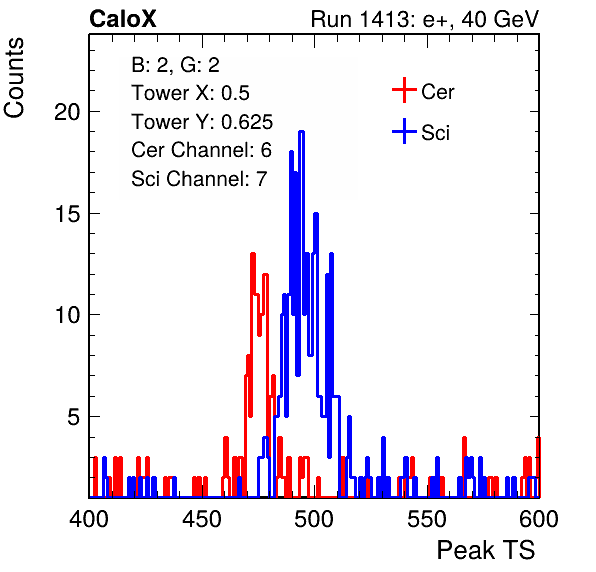 CaloX Run 1413: e+, 40 GeV
Counts
B: 2, G: 2
Tower X: 0.5
Tower Y: 0.625
Cer Channel: 6
Sci Channel: 7
Cer
Sci
20
15
10
5
400 450 500 550 600
Peak TS